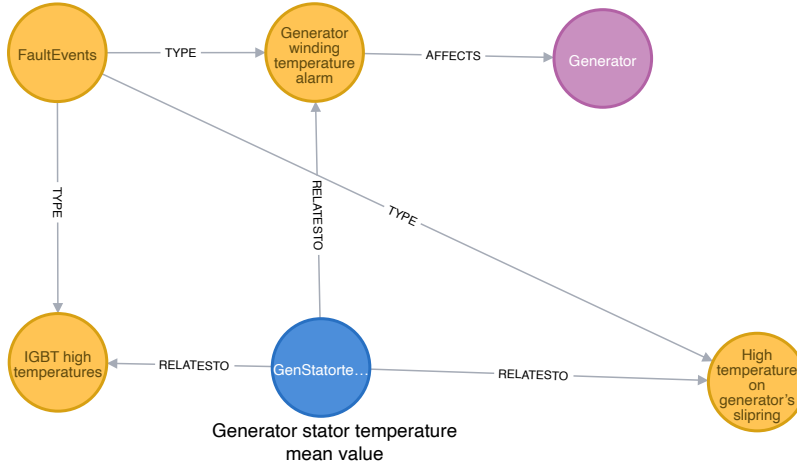 FaultEvents
TYPE
Generator
winding
temperature
alarm
AFFECTS
Generator
TYPE
RELATESTO
TYPE
IGBT high
temperatures
RELATESTO
GenStatorte...
RELATESTO
High
temperature
on
generator’s
slipring
Generator stator temperature
mean value